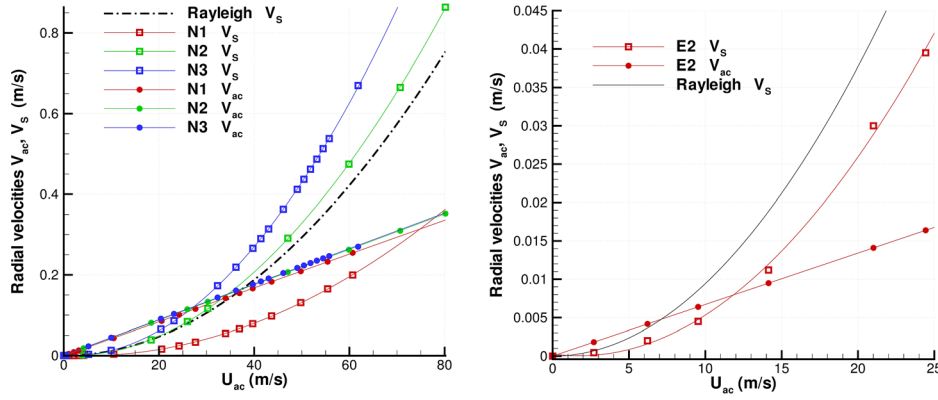 Rayleigh V_S
N1 V_S
N2 V_S
N3 V_S
N1 V_ac
N2 V_ac
N3 V_ac
Radial velocities V_ac, V_S (m/s)
0.8
0.6
0.4
0.2
0
0 20 40 60 80
U_ac (m/s)
E2 V_S
E2 V_ac
Rayleigh V_S
Radial velocities V_ac, V_S (m/s)
0.045
0.04
0.035
0.03
0.025
0.02
0.015
0.01
0.005
0
0 5 10 15 20 25
U_ac (m/s)